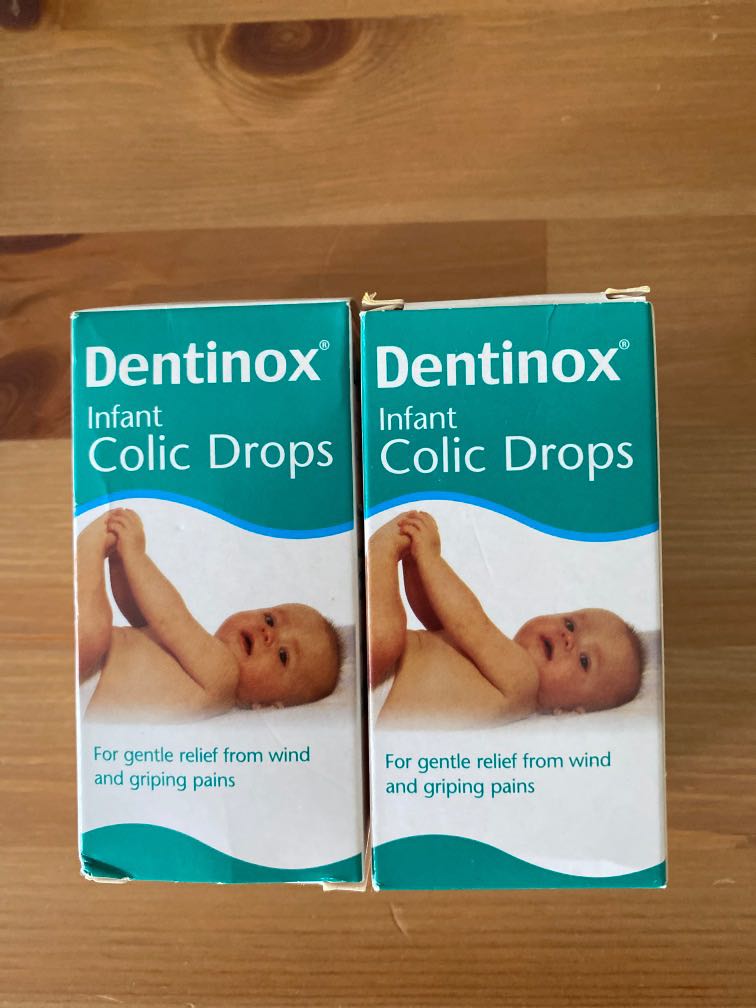 Dentinox®
Infant
Colic Drops
For gentle relief from wind
and griping pains
Dentinox®
Infant
Colic Drops
For gentle relief from wind
and griping pains